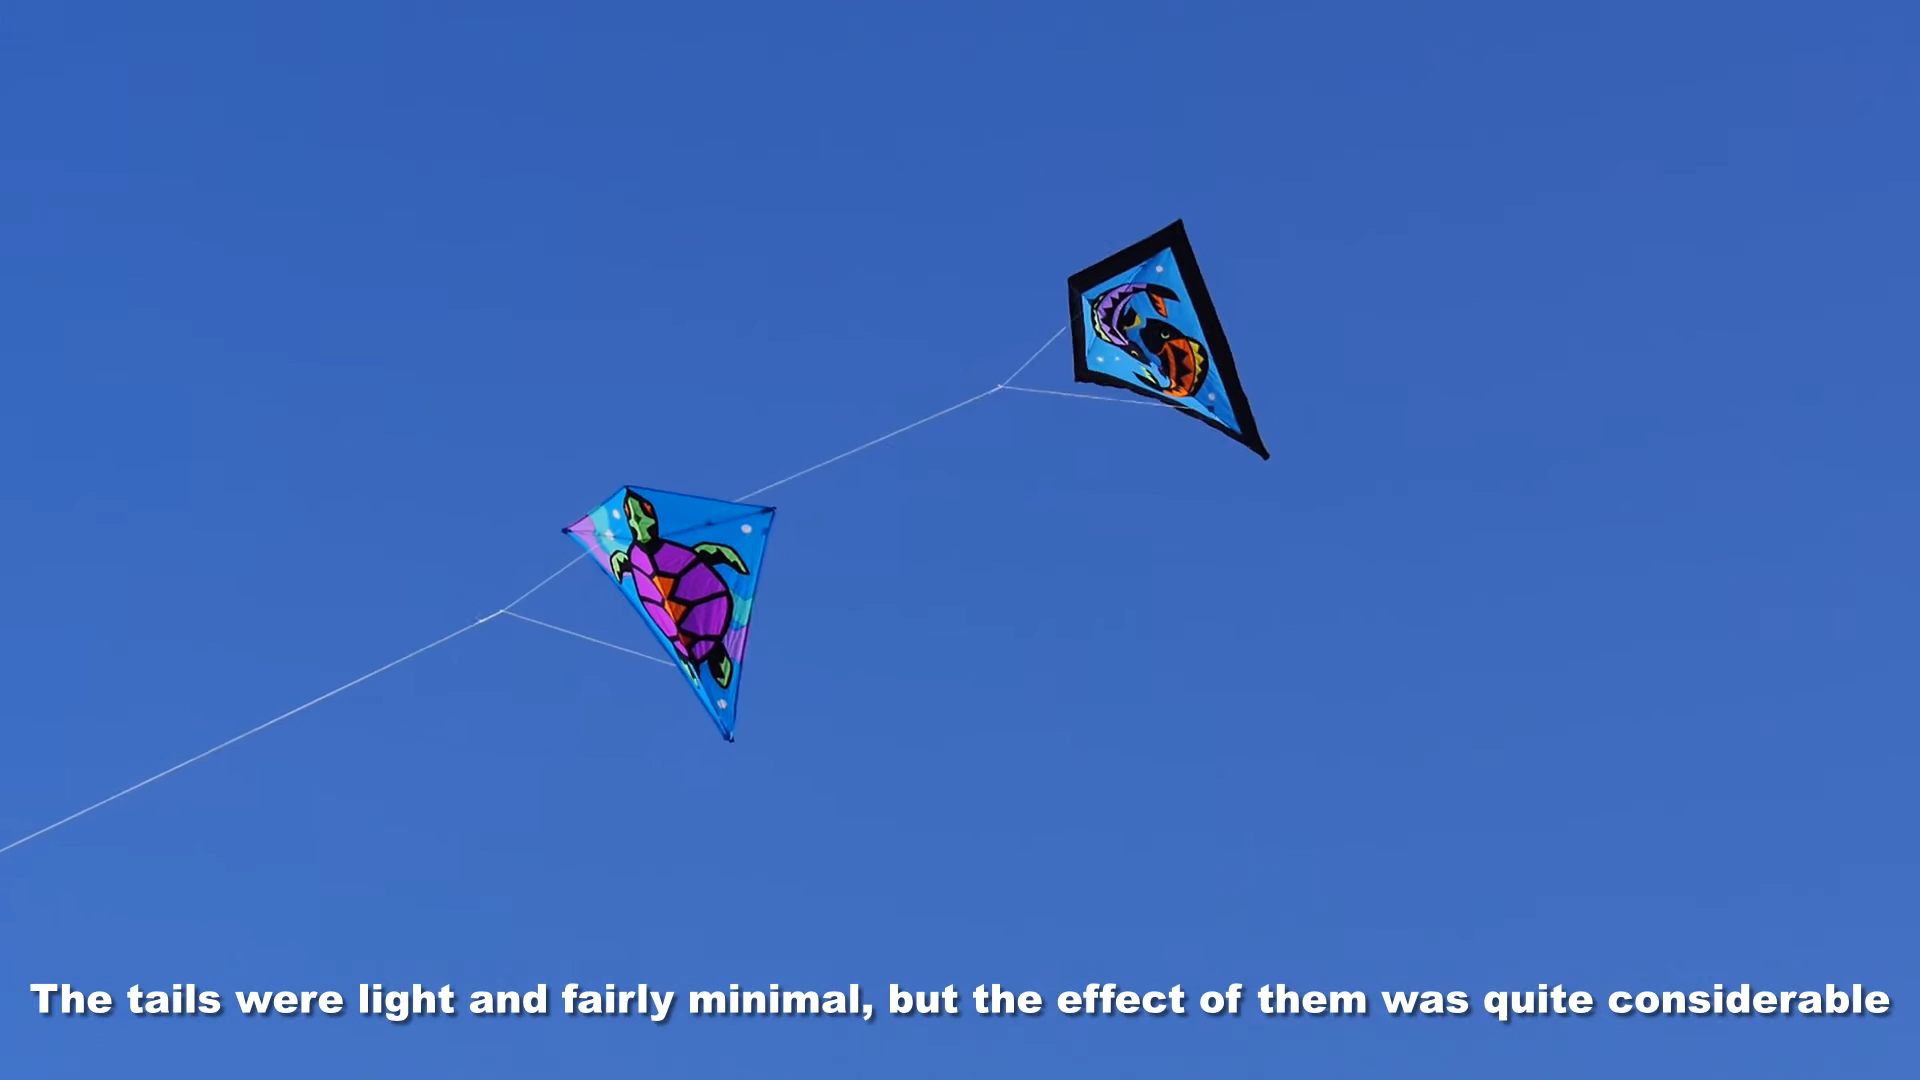 The tails were light and fairly minimal, but the effect of them was quite considerable